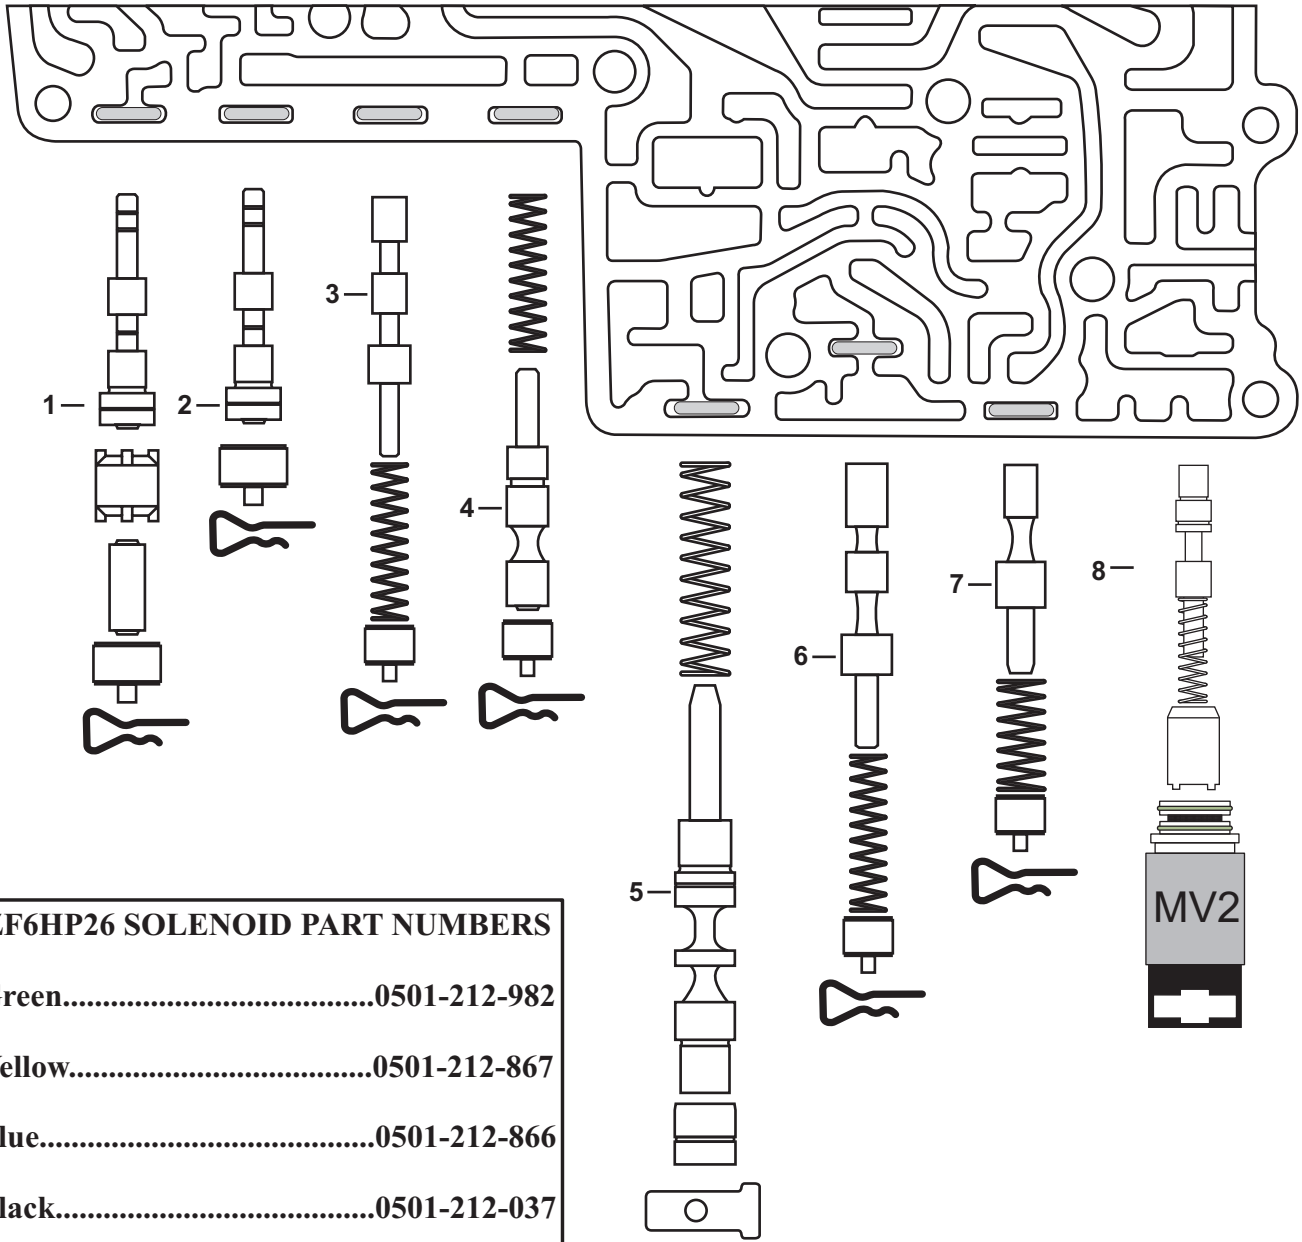 3
1
2
4
7
8
6
5
MV2
ZF6HP26 SOLENOID PART NUMBERS
reen......................................0501-212-982
ellow.....................................0501-212-867
lue.........................................0501-212-866
lack.......................................0501-212-037